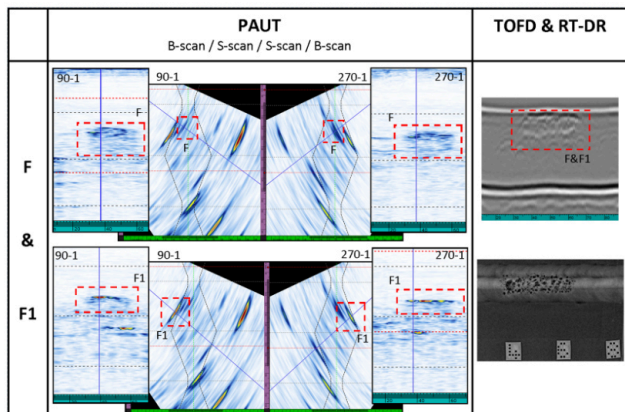 PAUT
B-scan / S-scan / S-scan / B-scan
TOFD & RT-DR
F
&
F1
90-1
F
90-1
F
270-1
F
270-1
F
F&F1
90-1
F1
90-1
F1
270-1
F1
270-1
F1